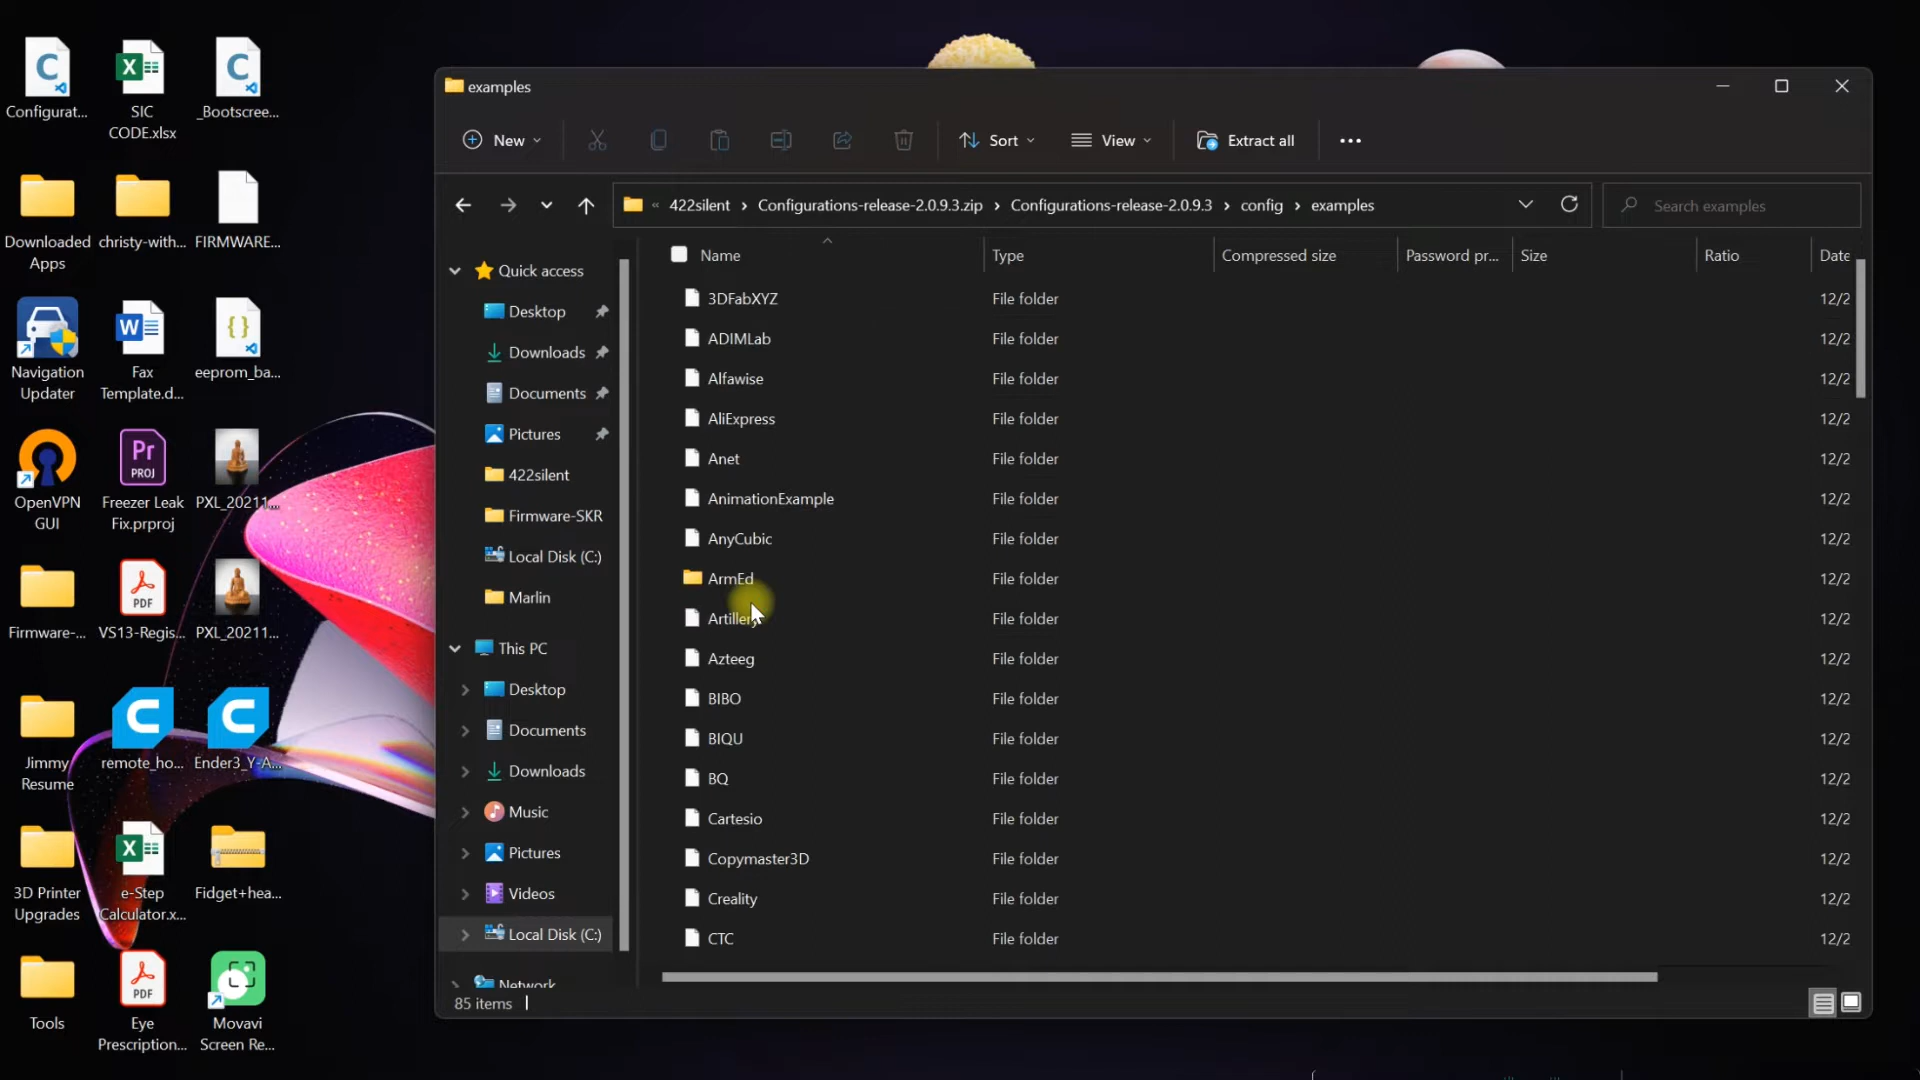 Configurat...
SIC
CODE.xlsx
_Bootscree...
Downloaded
Apps
christy-with...
FIRMWARE...
Navigation
Updater
Fax
Template.d...
eeprom_ba...
OpenVPN
GUI
Freezer Leak
Fix.prproj
PXL_20211...
Firmware-...
VS13-Regis...
PXL_20211...
Jimmy
Resume
remote_ho...
Ender3_Y-A...
3D Printer
Upgrades
e-Step
Calculator.x...
Fidget+hea...
Tools
Eye
Prescription...
Movavi
Screen Re...
examples
New
Sort
View
Extract all
422silent > Configurations-release-2.0.9.3.zip > Configurations-release-2.0.9.3 > config > examples
Search examples
Quick access
Desktop
Downloads
Documents
Pictures
422silent
Firmware-SKR
Local Disk (C:)
Marlin
This PC
Desktop
Documents
Downloads
Music
Pictures
Videos
Local Disk (C:)
Network
Name Type Compressed size Password pr... Size Ratio Date
3DFabXYZ File folder 12/2
ADIMLab File folder 12/2
Alfawise File folder 12/2
AliExpress File folder 12/2
Anet File folder 12/2
AnimationExample File folder 12/2
AnyCubic File folder 12/2
ArmEd File folder 12/2
Artillery File folder 12/2
Azteeg File folder 12/2
BIBO File folder 12/2
BIQU File folder 12/2
BQ File folder 12/2
Cartesio File folder 12/2
Copymaster3D File folder 12/2
Creality File folder 12/2
CTC File folder 12/2
85 items